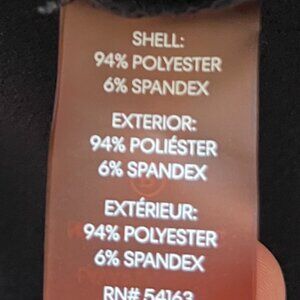 SHELL:
94% POLYESTER
6% SPANDEX
EXTERIOR:
94% POLIÉSTER
6% SPANDEX
EXTÉRIEUR:
94% POLYESTER
6% SPANDEX
RN# 54163